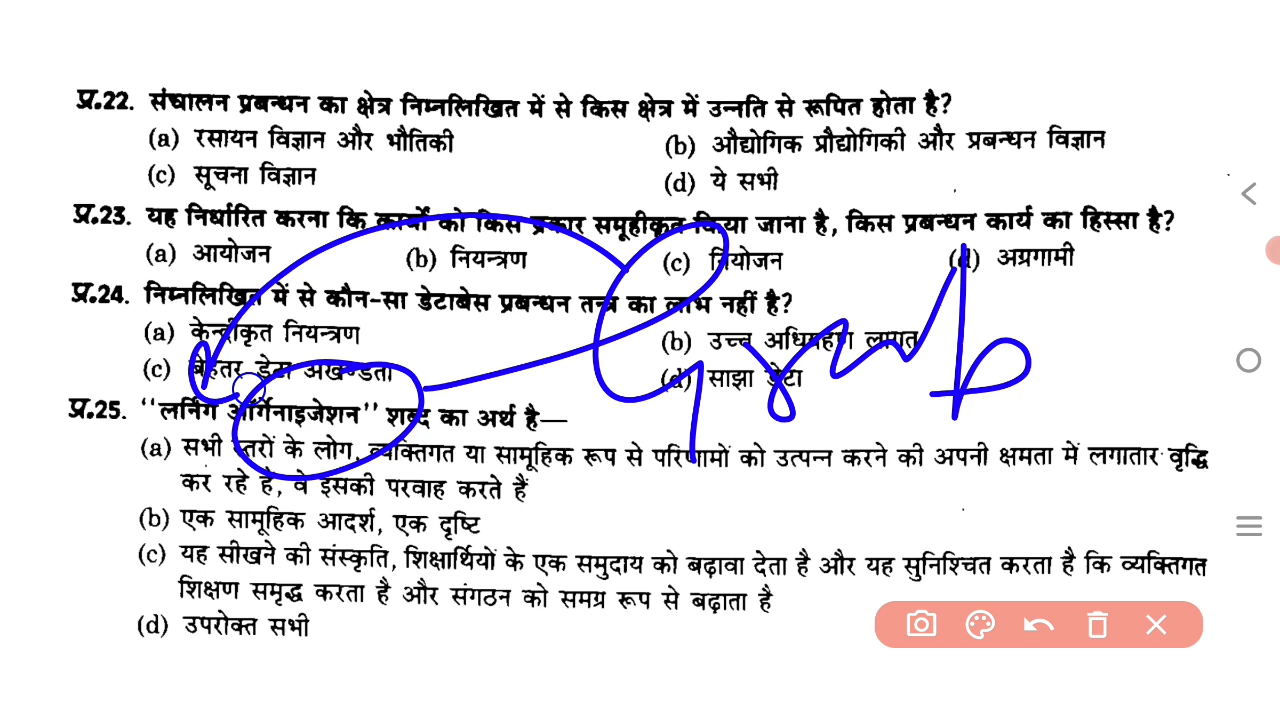 प्र.22. संचालन प्रबन्धन का क्षेत्र निम्नलिखित में से किस क्षेत्र में उन्नति से रूपित होता है?
(a) रसायन विज्ञान और भौतिकी (b) औद्योगिक प्रौद्योगिकी और प्रबन्धन विज्ञान
(c) सूचना विज्ञान (d) ये सभी
प्र.23. यह निर्धारित करना कि कार्यों को किस प्रकार समूहीकृत किया जाना है, किस प्रबन्धन कार्य का हिस्सा है?
(a) आयोजन (b) नियन्त्रण (c) नियोजन (d) अग्रगामी
प्र.24. निम्नलिखित में से कौन-सा डेटाबेस प्रबन्धन तन्त्र का लाभ नहीं है?
(a) केन्द्रीकृत नियन्त्रण (b) उच्च अधिग्रहण लागत
(c) बेहतर डेटा अखण्डता (d) साझा डेटा
प्र.25. "लर्निंग ऑर्गेनाइजेशन" शब्द का अर्थ है—
(a) सभी स्तरों के लोग, व्यक्तिगत या सामूहिक रूप से परिणामों को उत्पन्न करने की अपनी क्षमता में लगातार वृद्धि
कर रहे हैं, वे इसकी परवाह करते हैं
(b) एक सामूहिक आदर्श, एक दृष्टि
(c) यह सीखने की संस्कृति, शिक्षार्थियों के एक समुदाय को बढ़ावा देता है और यह सुनिश्चित करता है कि व्यक्तिगत
शिक्षण समृद्ध करता है और संगठन को समग्र रूप से बढ़ाता है
(d) उपरोक्त सभी